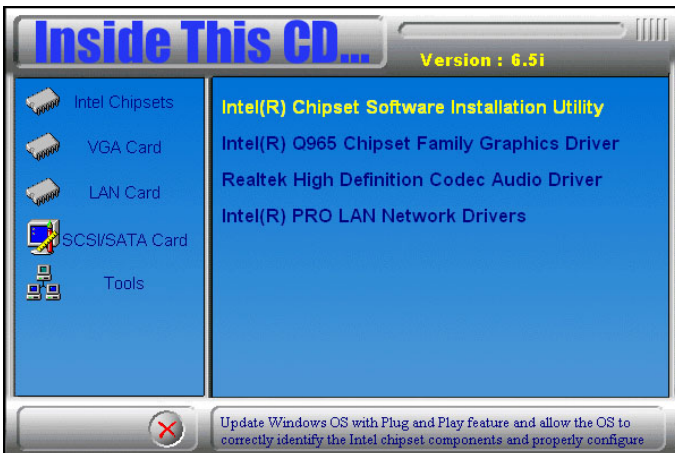 Inside This CD...
Version : 6.5i
Intel Chipsets
VGA Card
LAN Card
SCSI/SATA Card
Tools
Intel(R) Chipset Software Installation Utility
Intel(R) Q965 Chipset Family Graphics Driver
Realtek High Definition Codec Audio Driver
Intel(R) PRO LAN Network Drivers
Update Windows OS with Plug and Play feature and allow the OS to
correctly identify the Intel chipset components and properly configure